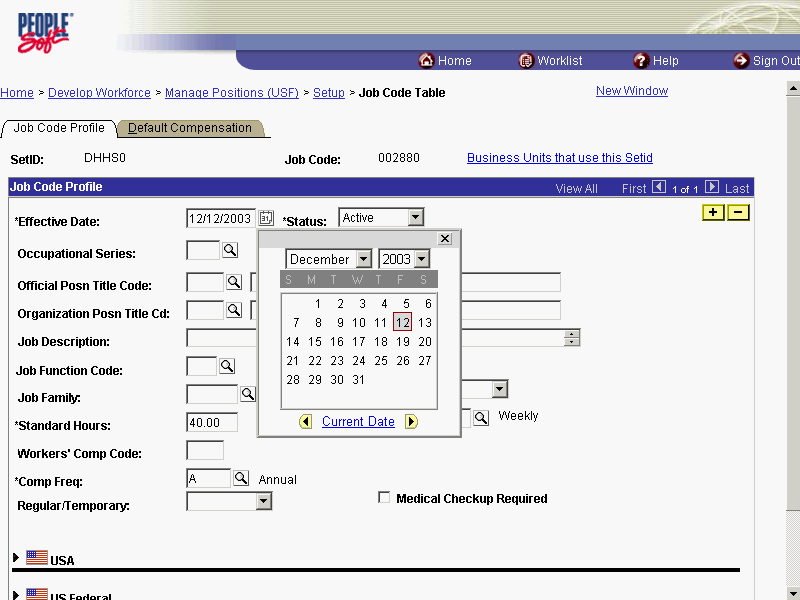 PEOPLE Soft
Home Worklist Help Sign Out
Home > Develop Workforce > Manage Positions (USF) > Setup > Job Code Table New Window
Job Code Profile Default Compensation
SetID: DHHS0 Job Code: 002880 Business Units that use this Setid
Job Code Profile View All First 1 of 1 Last
*Effective Date: 12/12/2003 *Status: Active
Occupational Series:
December 2003
S M T W T F S
Official Posn Title Code:
1 2 3 4 5 6
Organization Posn Title Cd:
7 8 9 10 11 12 13
Job Description:
14 15 16 17 18 19 20
21 22 23 24 25 26 27
Job Function Code:
28 29 30 31
Job Family:
Current Date
*Standard Hours: 40.00 Weekly
Workers' Comp Code:
*Comp Freq: A Annual
Regular/Temporary: Medical Checkup Required
USA
US Federal